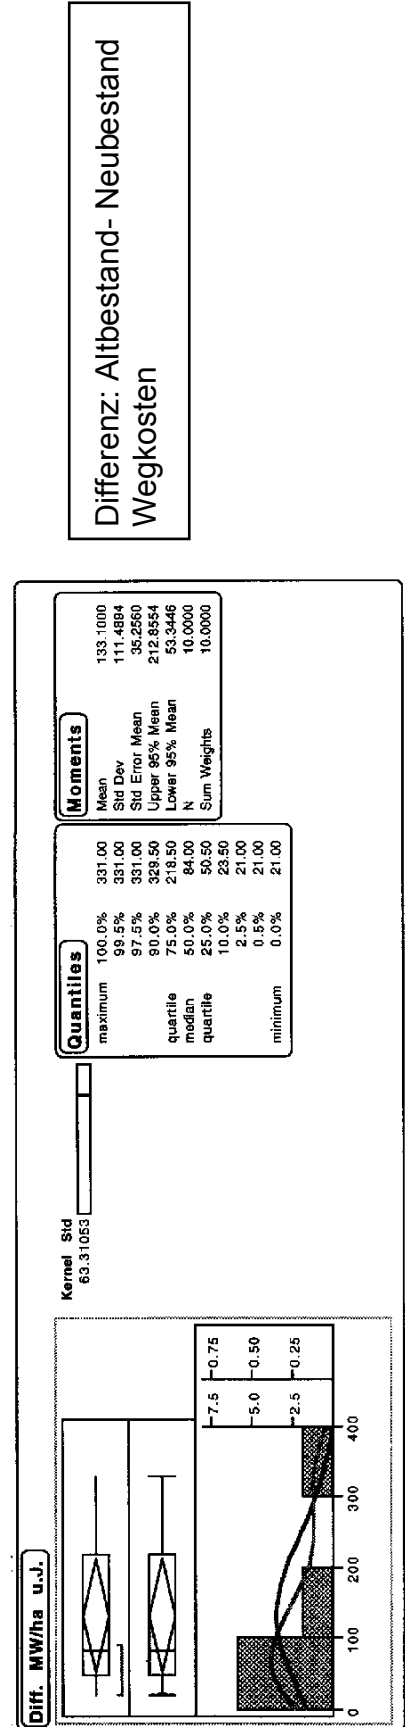 Diff. MW/ha u.J.
7.5 0.75
5.0 0.50
2.5 0.25
0 100 200 300 400
Kernel Std
63.31053
Quantiles
maximum 100.0% 331.00
99.5% 331.00
97.5% 331.00
90.0% 329.50
quartile 75.0% 218.50
median 50.0% 84.00
quartile 25.0% 50.50
10.0% 23.50
2.5% 21.00
0.5% 21.00
minimum 0.0% 21.00
Moments
Mean 133.1000
Std Dev 111.4894
Std Error Mean 35.2560
Upper 95% Mean 212.8554
Lower 95% Mean 53.3446
N 10.0000
Sum Weights 10.0000
Differenz: Altbestand- Neubestand
Wegkosten